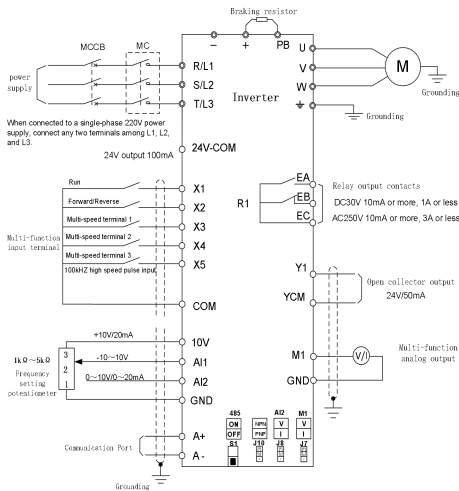 Braking resistor
MCCB
MC
- + PB
power
supply
R/L1
S/L2
T/L3
U
V
W
M
Inverter
Grounding
Grounding
When connected to a single-phase 220V power
supply, connect any two terminals among L1, L2,
and L3.
24V output 100mA
24V-COM
Run
X1
Forward/Reverse
X2
Multi-speed terminal 1
X3
Multi-function
input terminal
Multi-speed terminal 2
X4
Multi-speed terminal 3
X5
100kHZ high speed pulse input
COM
R1
EA
EB
EC
Relay output contacts
DC30V 10mA or more, 1A or less
AC250V 10mA or more, 3A or less
Y1
YCM
Open collector output
24V/50mA
+10V/20mA
10V
1kΩ～5kΩ
3
2
1
Frequency
setting
poteatiometer
-10～10V
AI1
0～10V/0～20mA
AI2
GND
M1
V/I
GND
Multi-function
analog output
Commuaication Port
A+
A-
Grounding
485
ON
OFF
S1
NPN
PNP
J10
AI2
V
I
J8
M1
V
I
J7